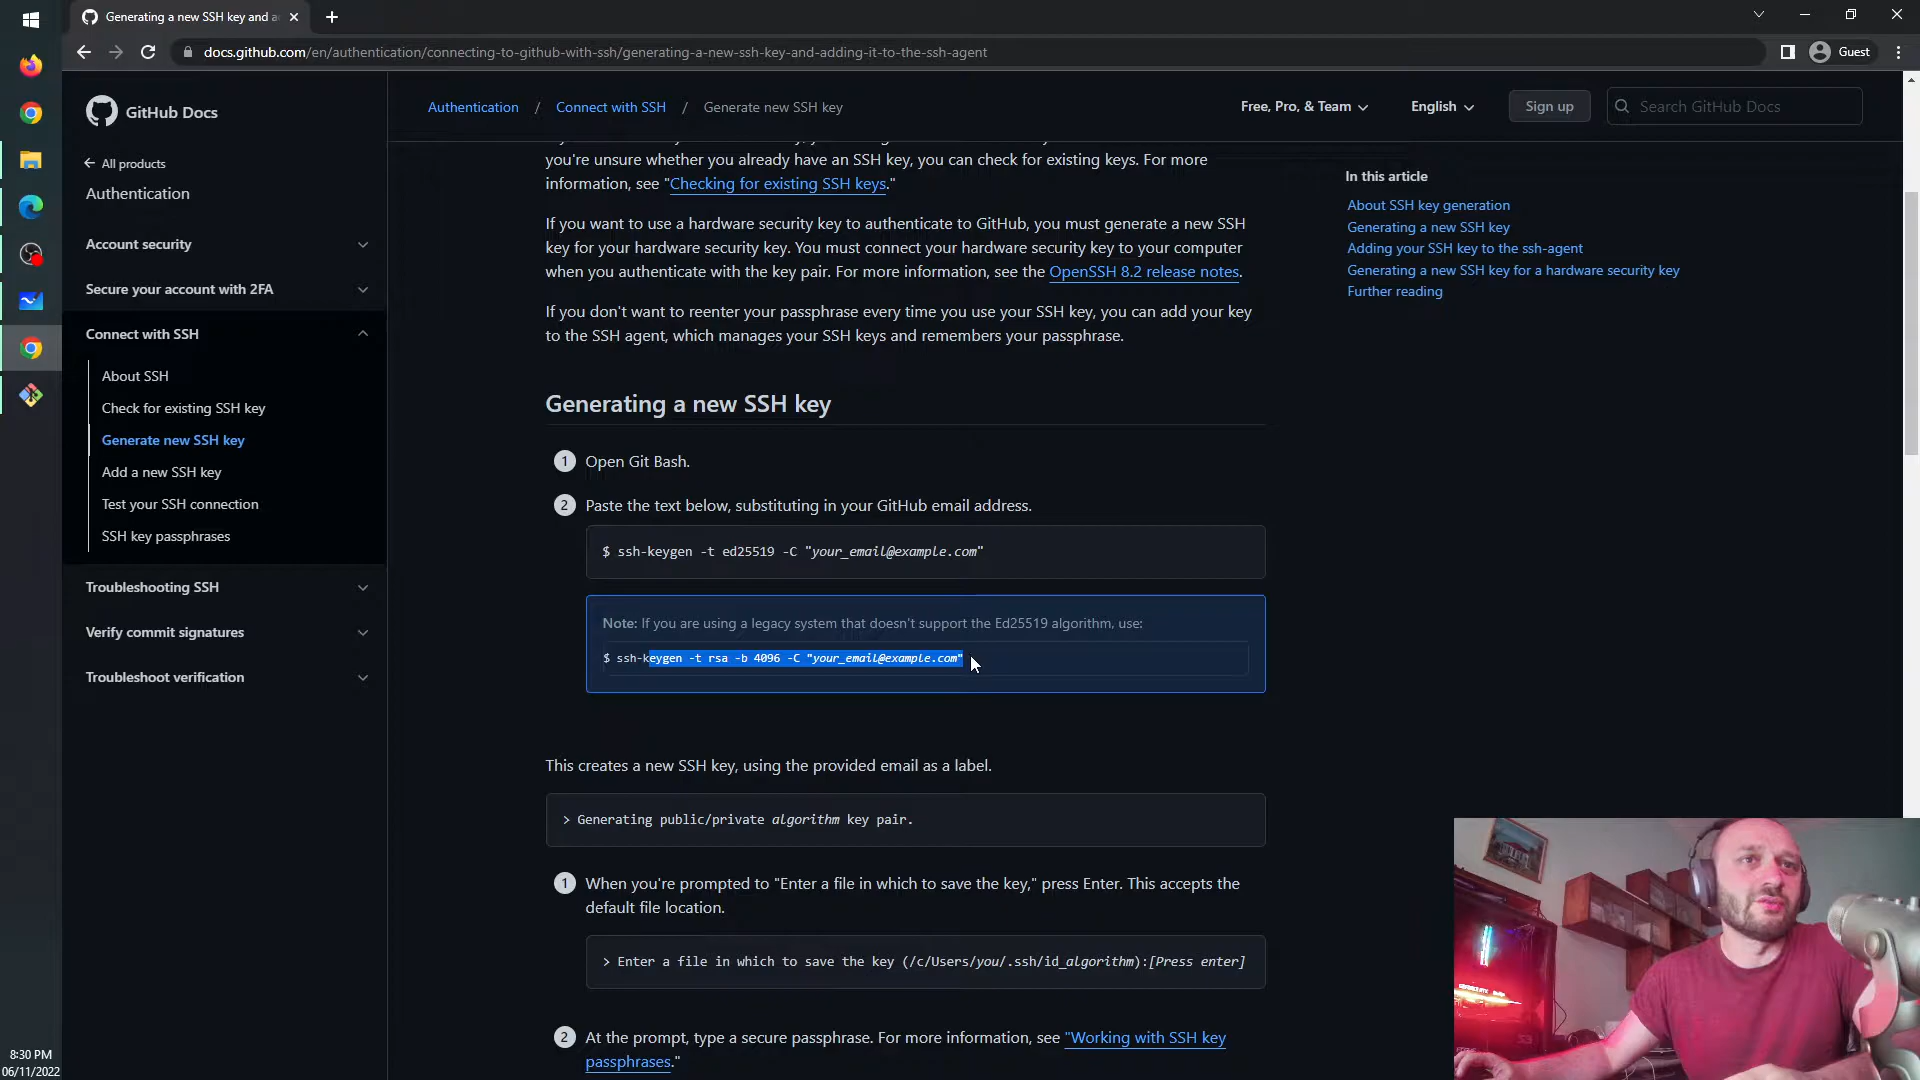 Generating a new SSH key and a
docs.github.com/en/authentication/connecting-to-github-with-ssh/generating-a-new-ssh-key-and-adding-it-to-the-ssh-agent
Guest
GitHub Docs
All products
Authentication
Account security
Secure your account with 2FA
Connect with SSH
About SSH
Check for existing SSH key
Generate new SSH key
Add a new SSH key
Test your SSH connection
SSH key passphrases
Troubleshooting SSH
Verify commit signatures
Troubleshoot verification
8:30 PM
06/11/2022
Authentication / Connect with SSH / Generate new SSH key
Free, Pro, & Team
English
Sign up
Search GitHub Docs
you're unsure whether you already have an SSH key, you can check for existing keys. For more
information, see "Checking for existing SSH keys."
If you want to use a hardware security key to authenticate to GitHub, you must generate a new SSH
key for your hardware security key. You must connect your hardware security key to your computer
when you authenticate with the key pair. For more information, see the OpenSSH 8.2 release notes.
If you don't want to reenter your passphrase every time you use your SSH key, you can add your key
to the SSH agent, which manages your SSH keys and remembers your passphrase.
Generating a new SSH key
1 Open Git Bash.
2 Paste the text below, substituting in your GitHub email address.
$ ssh-keygen -t ed25519 -C "your_email@example.com"
Note: If you are using a legacy system that doesn't support the Ed25519 algorithm, use:
$ ssh-keygen -t rsa -b 4096 -C "your_email@example.com"
This creates a new SSH key, using the provided email as a label.
> Generating public/private algorithm key pair.
1 When you're prompted to "Enter a file in which to save the key," press Enter. This accepts the
default file location.
> Enter a file in which to save the key (/c/Users/you/.ssh/id_algorithm):[Press enter]
2 At the prompt, type a secure passphrase. For more information, see "Working with SSH key
passphrases."
In this article
About SSH key generation
Generating a new SSH key
Adding your SSH key to the ssh-agent
Generating a new SSH key for a hardware security key
Further reading